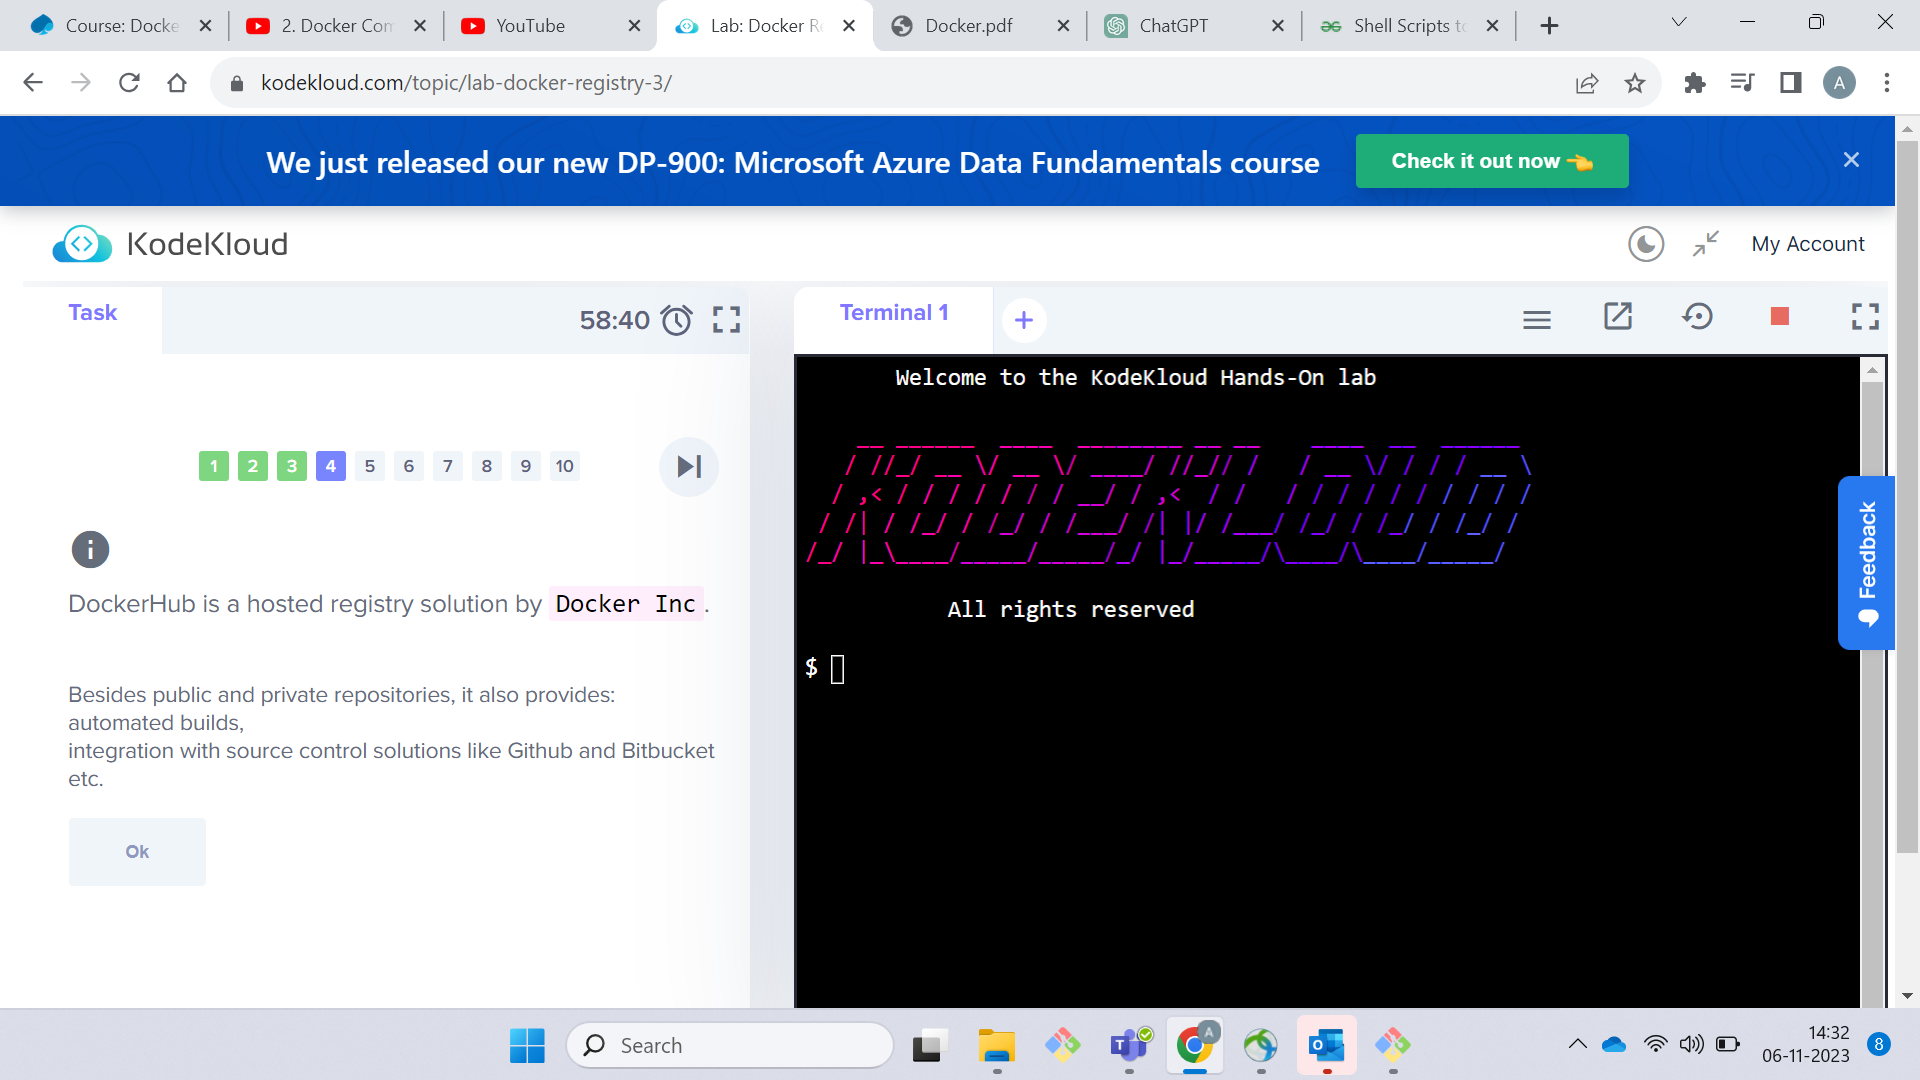 Course: Docke
2. Docker Con
YouTube
Lab: Docker Re
Docker.pdf
ChatGPT
Shell Scripts to
kodekloud.com/topic/lab-docker-registry-3/
A
We just released our new DP-900: Microsoft Azure Data Fundamentals course
Check it out now 👈
KodeKloud
My Account
Task
58:40
Terminal 1
Welcome to the KodeKloud Hands-On lab
KODEKLOUD
All rights reserved
$
1 2 3 4 5 6 7 8 9 10
DockerHub is a hosted registry solution by Docker Inc .
Besides public and private repositories, it also provides:
automated builds,
integration with source control solutions like Github and Bitbucket
etc.
Ok
Feedback
Search
A
14:32
06-11-2023
8